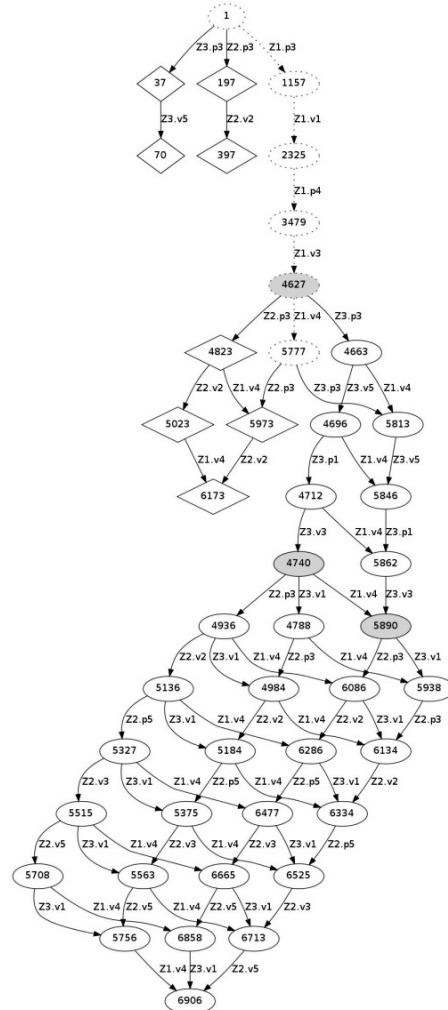 1
Z3.p3 Z2.p3 Z1.p3
37 197 1157
Z3.v5 Z2.v2 Z1.v1
70 397 2325
Z1.p4
3479
Z1.v3
4627
Z2.p3 Z1.v4 Z3.p3
4823 5777 4663
Z2.v2 Z1.v4 Z2.p3 Z3.p3 Z3.v5 Z1.v4
5023 5973 4696 5813
Z1.v4 Z2.v2 Z3.p1 Z1.v4 Z3.v5
6173 4712 5846
Z3.v3 Z1.v4 Z3.p1
4740 5862
Z2.p3 Z3.v1 Z1.v4 Z3.v3
4936 4788 5890
Z2.v2 Z3.v1 Z1.v4 Z2.p3 Z1.v4 Z2.p3 Z3.v1
5136 4984 6086 5938
Z2.p5 Z3.v1 Z1.v4 Z2.v2 Z1.v4 Z2.v2 Z3.v1 Z2.p3
5327 5184 6286 6134
Z2.v3 Z3.v1 Z1.v4 Z2.p5 Z1.v4 Z2.p5 Z3.v1 Z2.v2
5515 5375 6477 6334
Z2.v5 Z3.v1 Z1.v4 Z2.v3 Z1.v4 Z2.v3 Z3.v1 Z2.p5
5708 5563 6665 6525
Z3.v1 Z1.v4 Z2.v5 Z1.v4 Z2.v5 Z3.v1 Z2.v3
5756 6858 6713
Z1.v4 Z3.v1 Z2.v5
6906